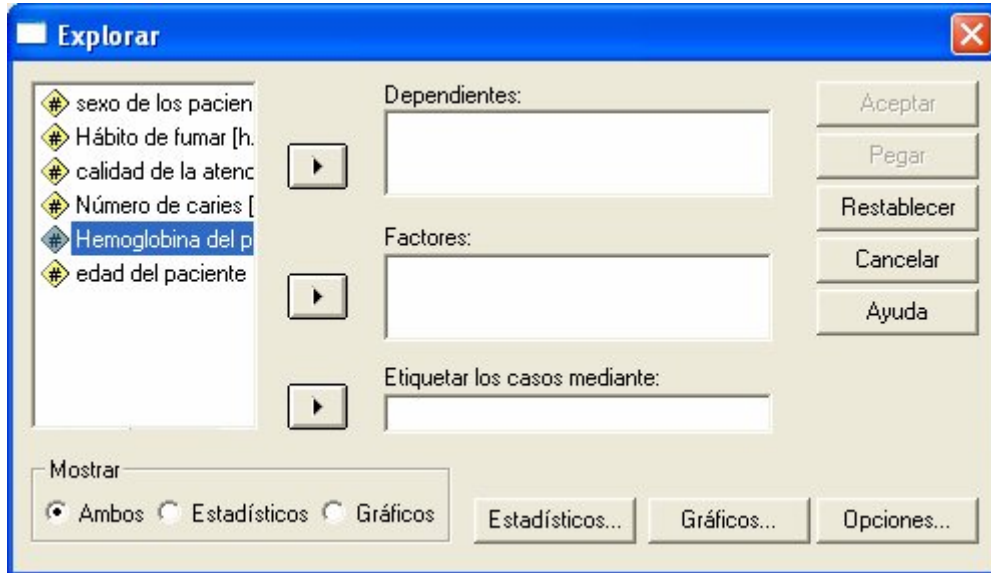 Explorar
sexo de los pacien
Hábito de fumar [h.
calidad de la atenc
Número de caries [
Hemoglobina del p
edad del paciente
Dependientes:
Factores:
Etiquetar los casos mediante:
Aceptar
Pegar
Restablecer
Cancelar
Ayuda
Mostrar
Ambos
Estadísticos
Gráficos
Estadísticos...
Gráficos...
Opciones...